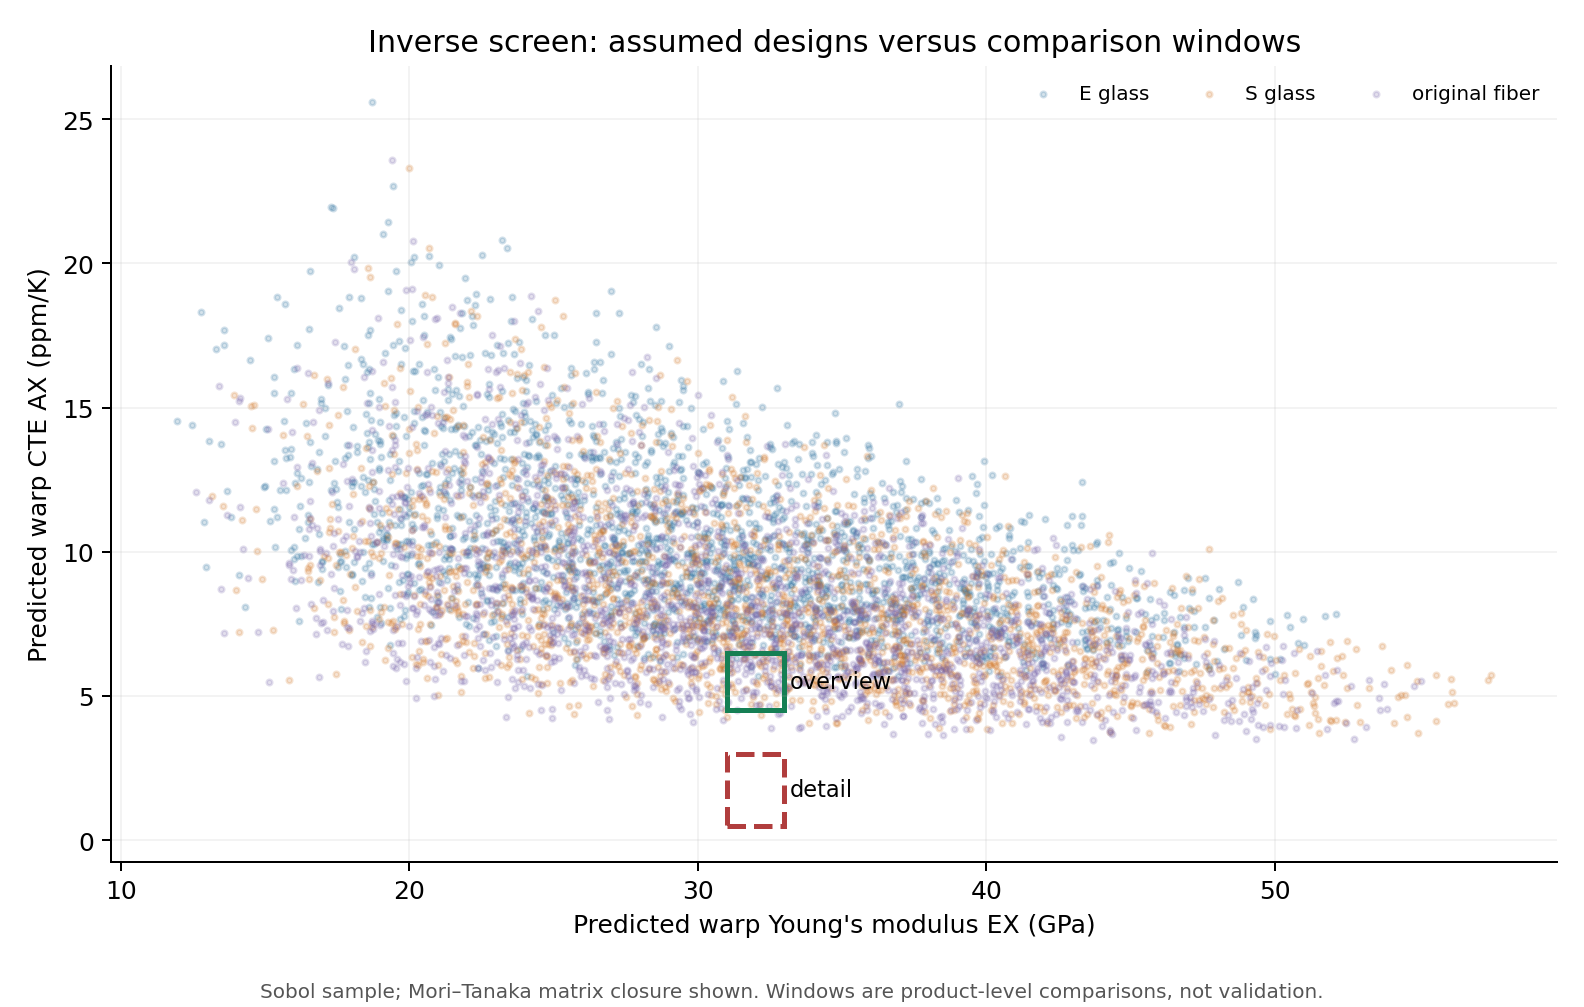 Inverse screen: assumed designs versus comparison windows
E glass
S glass
original fiber
Predicted warp CTE AX (ppm/K)
25
20
15
10
5
0
overview
detail
10
20
30
40
50
Predicted warp Young's modulus EX (GPa)
Sobol sample; Mori–Tanaka matrix closure shown. Windows are product-level comparisons, not validation.